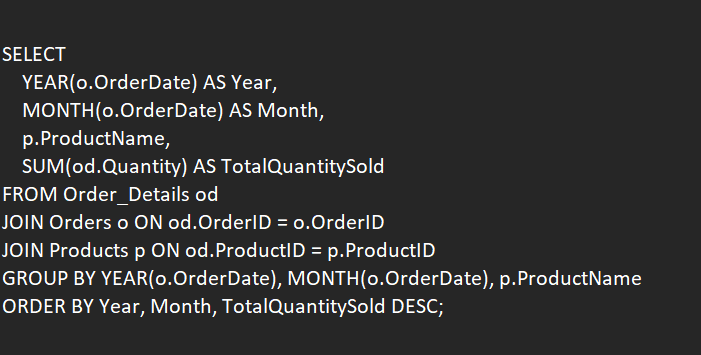 SELECT
YEAR(o.OrderDate) AS Year,
MONTH(o.OrderDate) AS Month,
p.ProductName,
SUM(od.Quantity) AS TotalQuantitySold
FROM Order_Details od
JOIN Orders o ON od.OrderID = o.OrderID
JOIN Products p ON od.ProductID = p.ProductID
GROUP BY YEAR(o.OrderDate), MONTH(o.OrderDate), p.ProductName
ORDER BY Year, Month, TotalQuantitySold DESC;